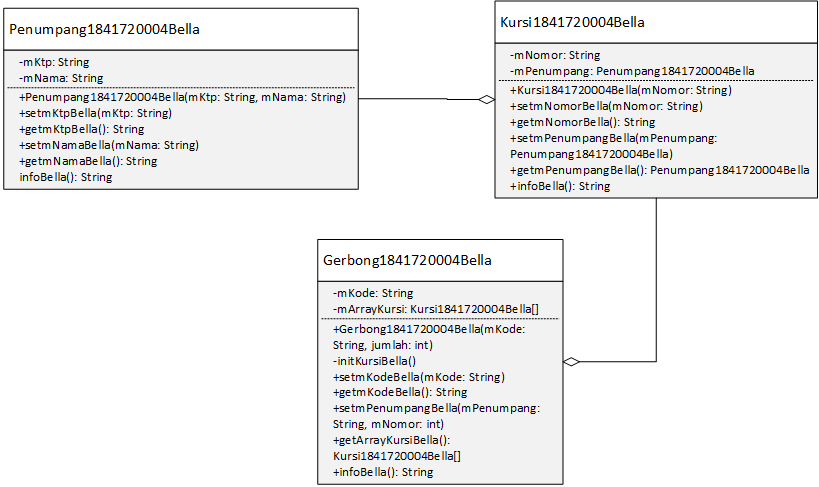 Penumpang1841720004Bella
-mKtp: String
-mNama: String
+Penumpang1841720004Bella(mKtp: String, mNama: String)
+setmKtpBella(mKtp: String)
+getmKtpBella(): String
+setmNamaBella(mNama: String)
+getmNamaBella(): String
infoBella(): String
Kursi1841720004Bella
-mNomor: String
-mPenumpang: Penumpang1841720004Bella
+Kursi1841720004Bella(mNomor: String)
+setmNomorBella(mNomor: String)
+getmNomorBella(): String
+setmPenumpangBella(mPenumpang:
Penumpang1841720004Bella)
+getmPenumpangBella(): Penumpang1841720004Bella
+infoBella(): String
Gerbong1841720004Bella
-mKode: String
-mArrayKursi: Kursi1841720004Bella[]
+Gerbong1841720004Bella(mKode:
String, jumlah: int)
-initKursiBella()
+setmKodeBella(mKode: String)
+getmKodeBella(): String
+setmPenumpangBella(mPenumpang:
String, mNomor: int)
+getArrayKursiBella():
Kursi1841720004Bella[]
+infoBella(): String